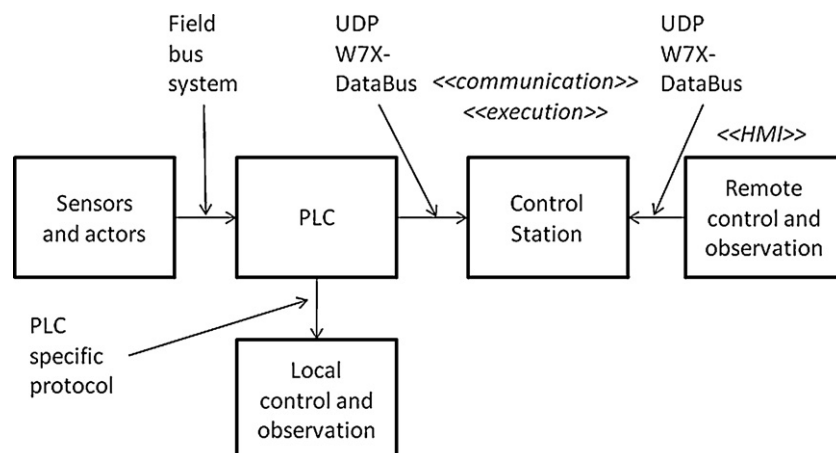 Field
bus
system
UDP
W7X-
DataBus
<<communication>>
<<execution>>
UDP
W7X-
DataBus
<<HMI>>
Sensors
and actors
PLC
Control
Station
Remote
control and
observation
PLC
specific
protocol
Local
control and
observation